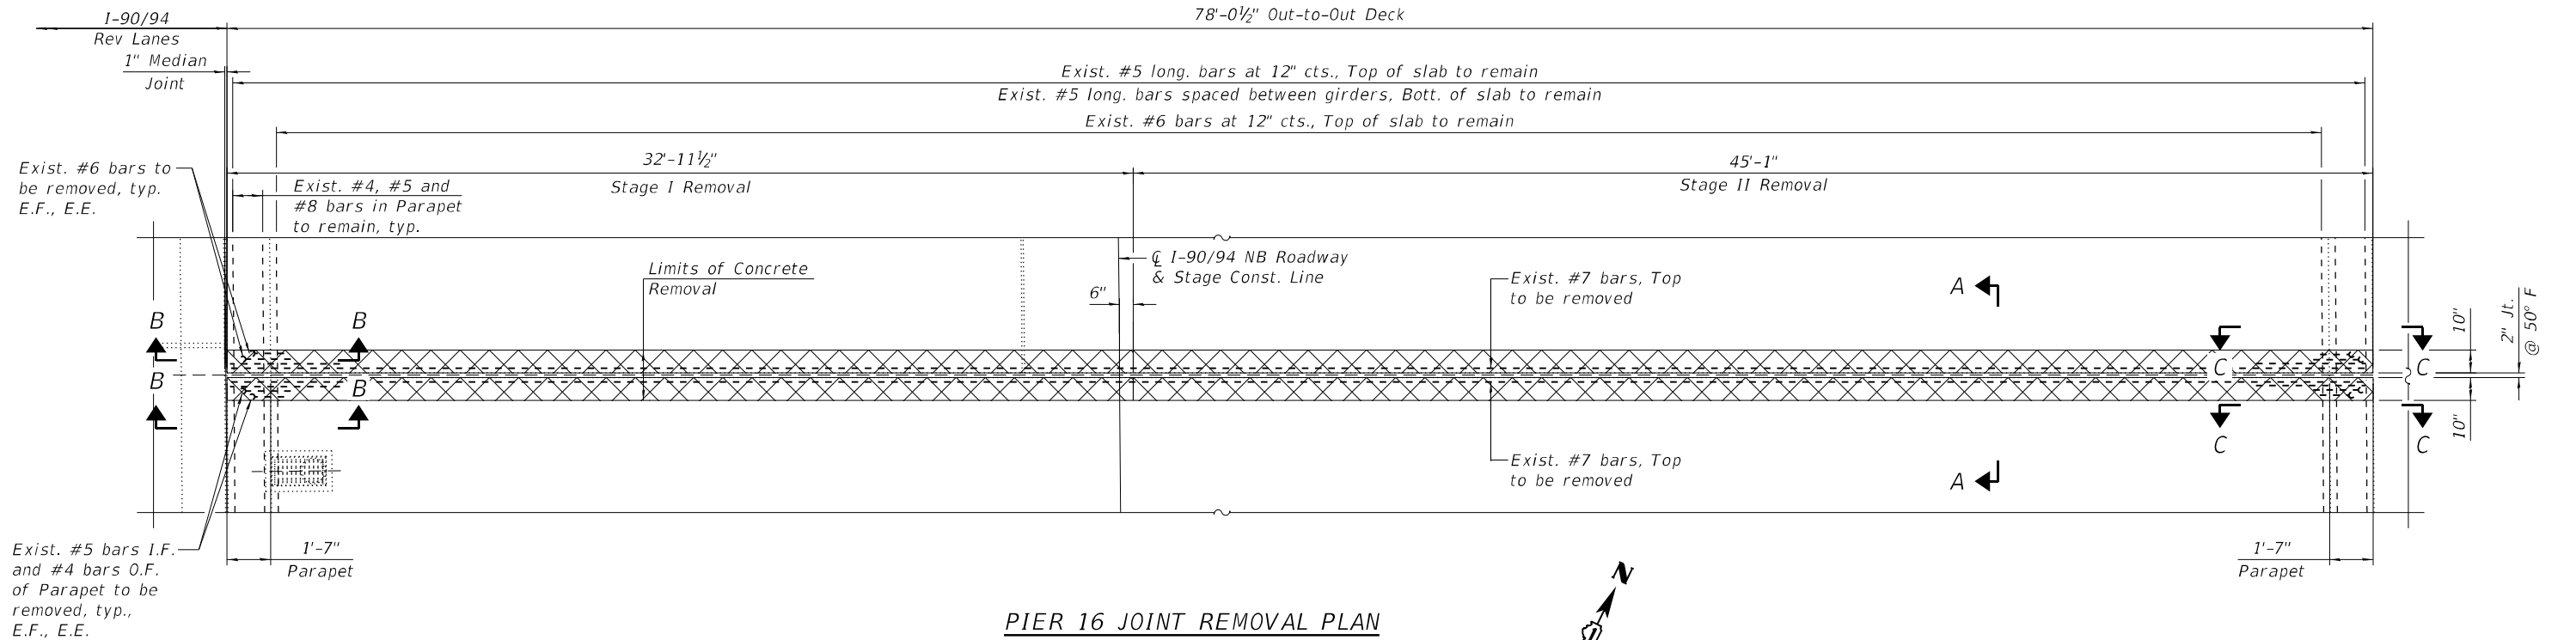 I-90/94
Rev Lanes
1" Median
Joint
78'-0½" Out-to-Out Deck
Exist. #5 long. bars at 12" cts., Top of slab to remain
Exist. #5 long. bars spaced between girders, Bott. of slab to remain
Exist. #6 bars at 12" cts., Top of slab to remain
32'-11½"
Stage I Removal
45'-1"
Stage II Removal
Exist. #6 bars to
be removed, typ.
E.F., E.E.
Exist. #4, #5 and
#8 bars in Parapet
to remain, typ.
Limits of Concrete
Removal
℄ I-90/94 NB Roadway
& Stage Const. Line
6"
Exist. #7 bars, Top
to be removed
A
B
B
C
C
10"
2" Jt.
@ 50° F
B
B
C
C
10"
Exist. #7 bars, Top
to be removed
A
Exist. #5 bars I.F.
and #4 bars O.F.
of Parapet to be
removed, typ.,
E.F., E.E.
1'-7"
Parapet
1'-7"
Parapet
N
PIER 16 JOINT REMOVAL PLAN